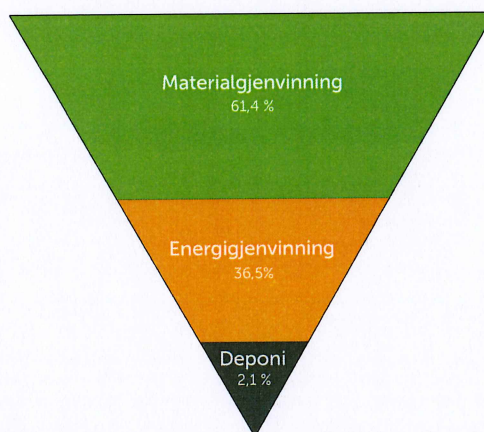 Materialgjenvinning
61,4 %
Energigjenvinning
36,5%
Deponi
2,1 %